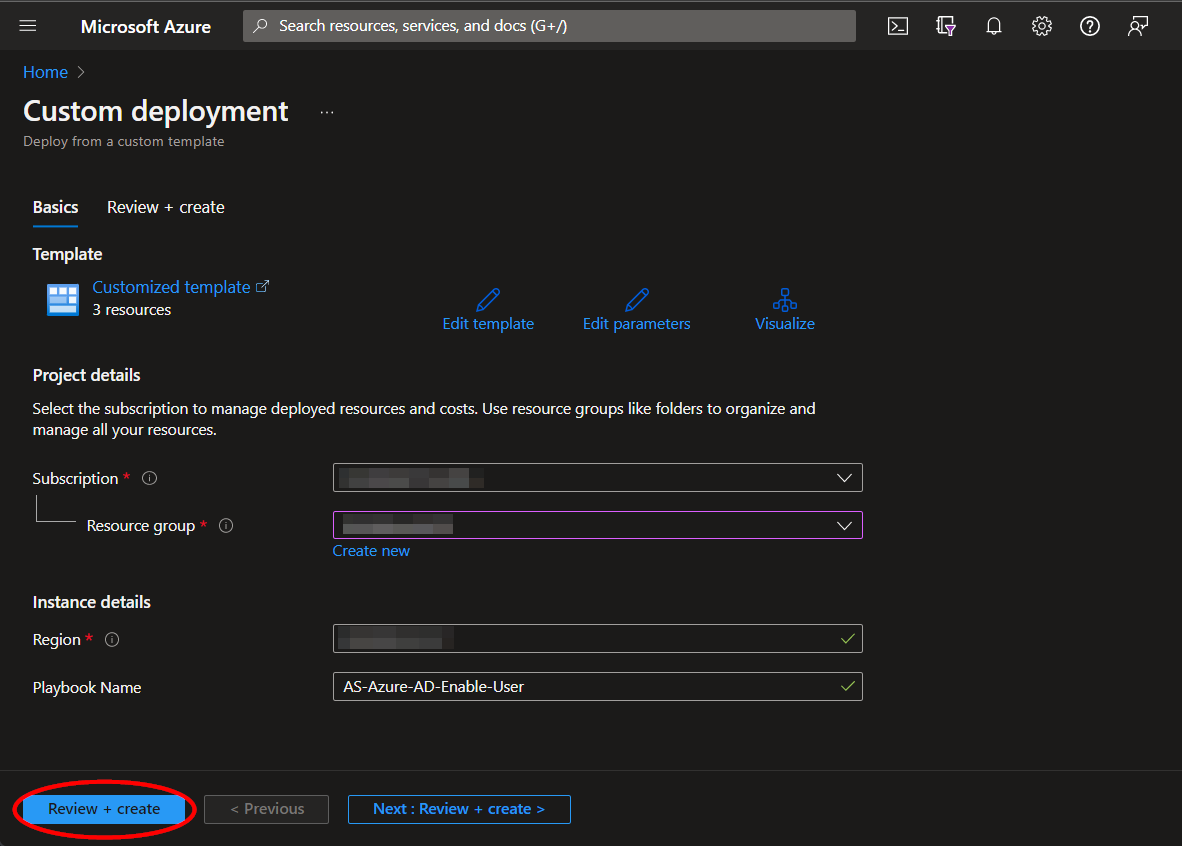 Microsoft Azure
Search resources, services, and docs (G+/)
Home
Custom deployment
Deploy from a custom template
Basics
Review + create
Template
Customized template
3 resources
Edit template
Edit parameters
Visualize
Project details
Select the subscription to manage deployed resources and costs. Use resource groups like folders to organize and
manage all your resources.
Subscription *
Resource group *
Create new
Instance details
Region *
Playbook Name
AS-Azure-AD-Enable-User
Review + create
< Previous
Next : Review + create >